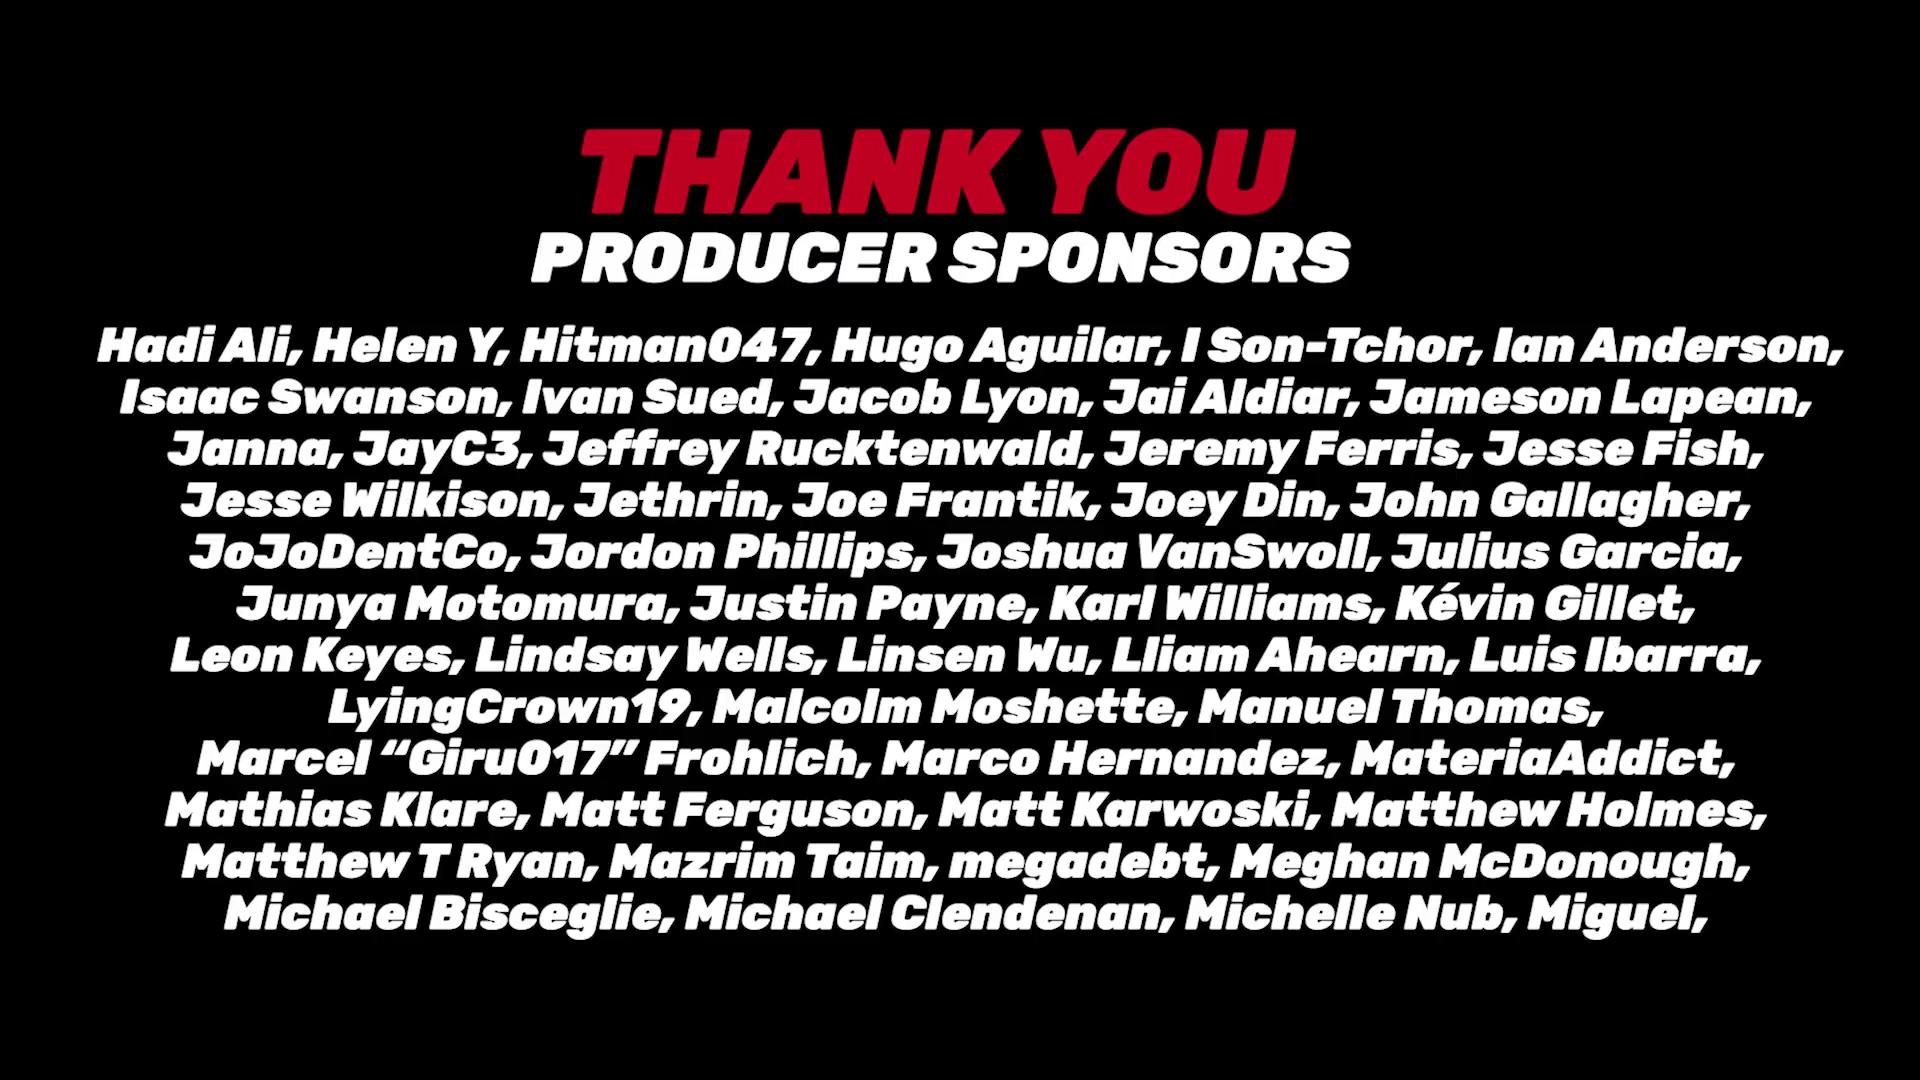 THANK YOU
PRODUCER SPONSORS
Hadi Ali, Helen Y, Hitman047, Hugo Aguilar, I Son-Tchor, Ian Anderson,
Isaac Swanson, Ivan Sued, Jacob Lyon, Jai Aldiar, Jameson Lapean,
Janna, JayC3, Jeffrey Rucktenwald, Jeremy Ferris, Jesse Fish,
Jesse Wilkison, Jethrin, Joe Frantik, Joey Din, John Gallagher,
JoJoDentCo, Jordon Phillips, Joshua VanSwoll, Julius Garcia,
Junya Motomura, Justin Payne, Karl Williams, Kévin Gillet,
Leon Keyes, Lindsay Wells, Linsen Wu, Lliam Ahearn, Luis Ibarra,
LyingCrown19, Malcolm Moshette, Manuel Thomas,
Marcel “Giru017” Frohlich, Marco Hernandez, MateriaAddict,
Mathias Klare, Matt Ferguson, Matt Karwoski, Matthew Holmes,
Matthew T Ryan, Mazrim Taim, megadebt, Meghan McDonough,
Michael Bisceglie, Michael Clendenan, Michelle Nub, Miguel,